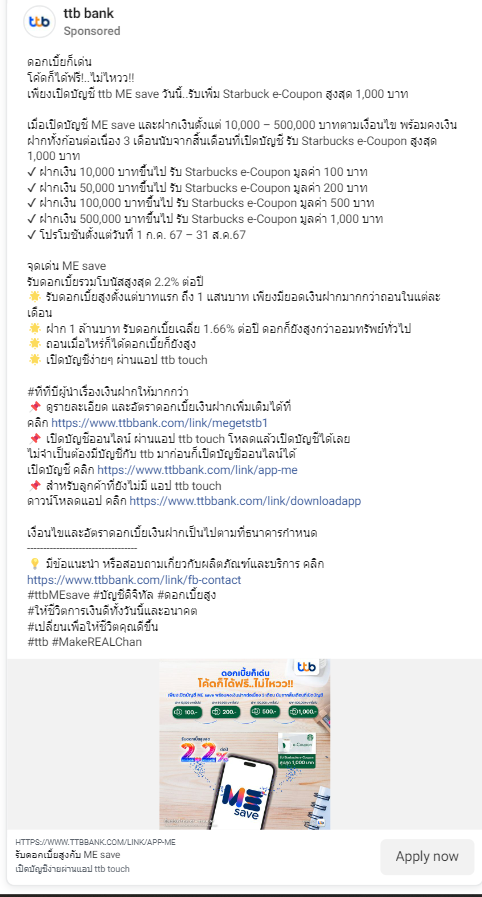 ttb bank
Sponsored
ดอกเบี้ยก็เด่น
โค้ดก็ได้ฟรี!..ไม่ไหวว!!
เพียงเปิดบัญชี ttb ME save วันนี้..รับเพิ่ม Starbuck e-Coupon สูงสุด 1,000 บาท
เมื่อเปิดบัญชี ME save และฝากเงินตั้งแต่ 10,000 – 500,000 บาทตามเงื่อนไข พร้อมคงเงิน
ฝากทั้งก่อนต่อเนื่อง 3 เดือนนับจากสิ้นเดือนที่เปิดบัญชี รับ Starbucks e-Coupon สูงสุด
1,000 บาท
✓ ฝากเงิน 10,000 บาทขึ้นไป รับ Starbucks e-Coupon มูลค่า 100 บาท
✓ ฝากเงิน 50,000 บาทขึ้นไป รับ Starbucks e-Coupon มูลค่า 200 บาท
✓ ฝากเงิน 100,000 บาทขึ้นไป รับ Starbucks e-Coupon มูลค่า 500 บาท
✓ ฝากเงิน 500,000 บาทขึ้นไป รับ Starbucks e-Coupon มูลค่า 1,000 บาท
✓ โปรโมชันตั้งแต่วันที่ 1 ก.ค. 67 – 31 ส.ค.67
จุดเด่น ME save
รับดอกเบี้ยรวมโบนัสสูงสุด 2.2% ต่อปี
🌟 รับดอกเบี้ยสูงตั้งแต่บาทแรก ถึง 1 แสนบาท เพียงมียอดเงินฝากมากกว่าถอนในแต่ละ
เดือน
🌟 ฝาก 1 ล้านบาท รับดอกเบี้ยเฉลี่ย 1.66% ต่อปี ดอกก็ยังสูงกว่าออมทรัพย์ทั่วไป
🌟 ถอนเมื่อไหร่ก็ได้ดอกเบี้ยก็ยังสูง
🌟 เปิดบัญชีง่ายๆ ผ่านแอป ttb touch
#ทีทีบีผู้นำเรื่องเงินฝากให้มากกว่า
📌 ดูรายละเอียด และอัตราดอกเบี้ยเงินฝากเพิ่มเติมได้ที่
คลิก https://www.ttbbank.com/link/megetstb1
📌 เปิดบัญชีออนไลน์ ผ่านแอป ttb touch โหลดแล้วเปิดบัญชีได้เลย
ไม่จำเป็นต้องมีบัญชีกับ ttb มาก่อนก็เปิดบัญชีออนไลน์ได้
เปิดบัญชี คลิก https://www.ttbbank.com/link/app-me
📌 สำหรับลูกค้าที่ยังไม่มี แอป ttb touch
ดาวน์โหลดแอป คลิก https://www.ttbbank.com/link/downloadapp
เงื่อนไขและอัตราดอกเบี้ยเงินฝากเป็นไปตามที่ธนาคารกำหนด
----------------------------------
💡 มีข้อแนะนำ หรือสอบถามเกี่ยวกับผลิตภัณฑ์และบริการ คลิก
https://www.ttbbank.com/link/fb-contact
#ttbMEsave #บัญชีดิจิทัล #ดอกเบี้ยสูง
#ให้ชีวิตการเงินดีทั้งวันนี้และอนาคต
#เปลี่ยนเพื่อให้ชีวิตคุณดีขึ้น
#ttb #MakeREALChan
ttb
ดอกเบี้ยก็เด่น
โค้ดก็ได้ฟรี..ไม่ไหวว!!
100.- 200.- 500.- 1,000.-
2.2%
e-Coupon
สูงสุด 1,000 บาท
ME
save
HTTPS://WWW.TTBBANK.COM/LINK/APP-ME
รับดอกเบี้ยสูงกับ ME save
เปิดบัญชีง่ายผ่านแอป ttb touch
Apply now